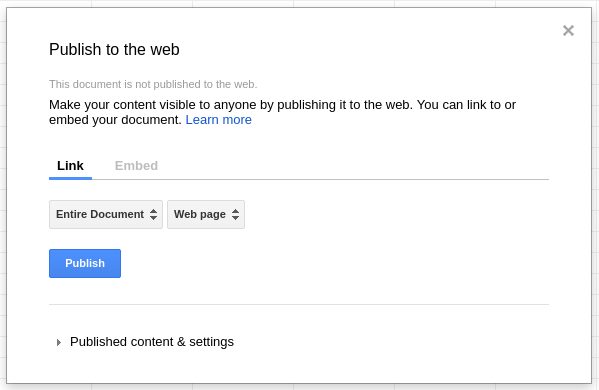 Publish to the web
This document is not published to the web.
Make your content visible to anyone by publishing it to the web. You can link to or
embed your document. Learn more
Link Embed
Entire Document Web page
Publish
Published content & settings